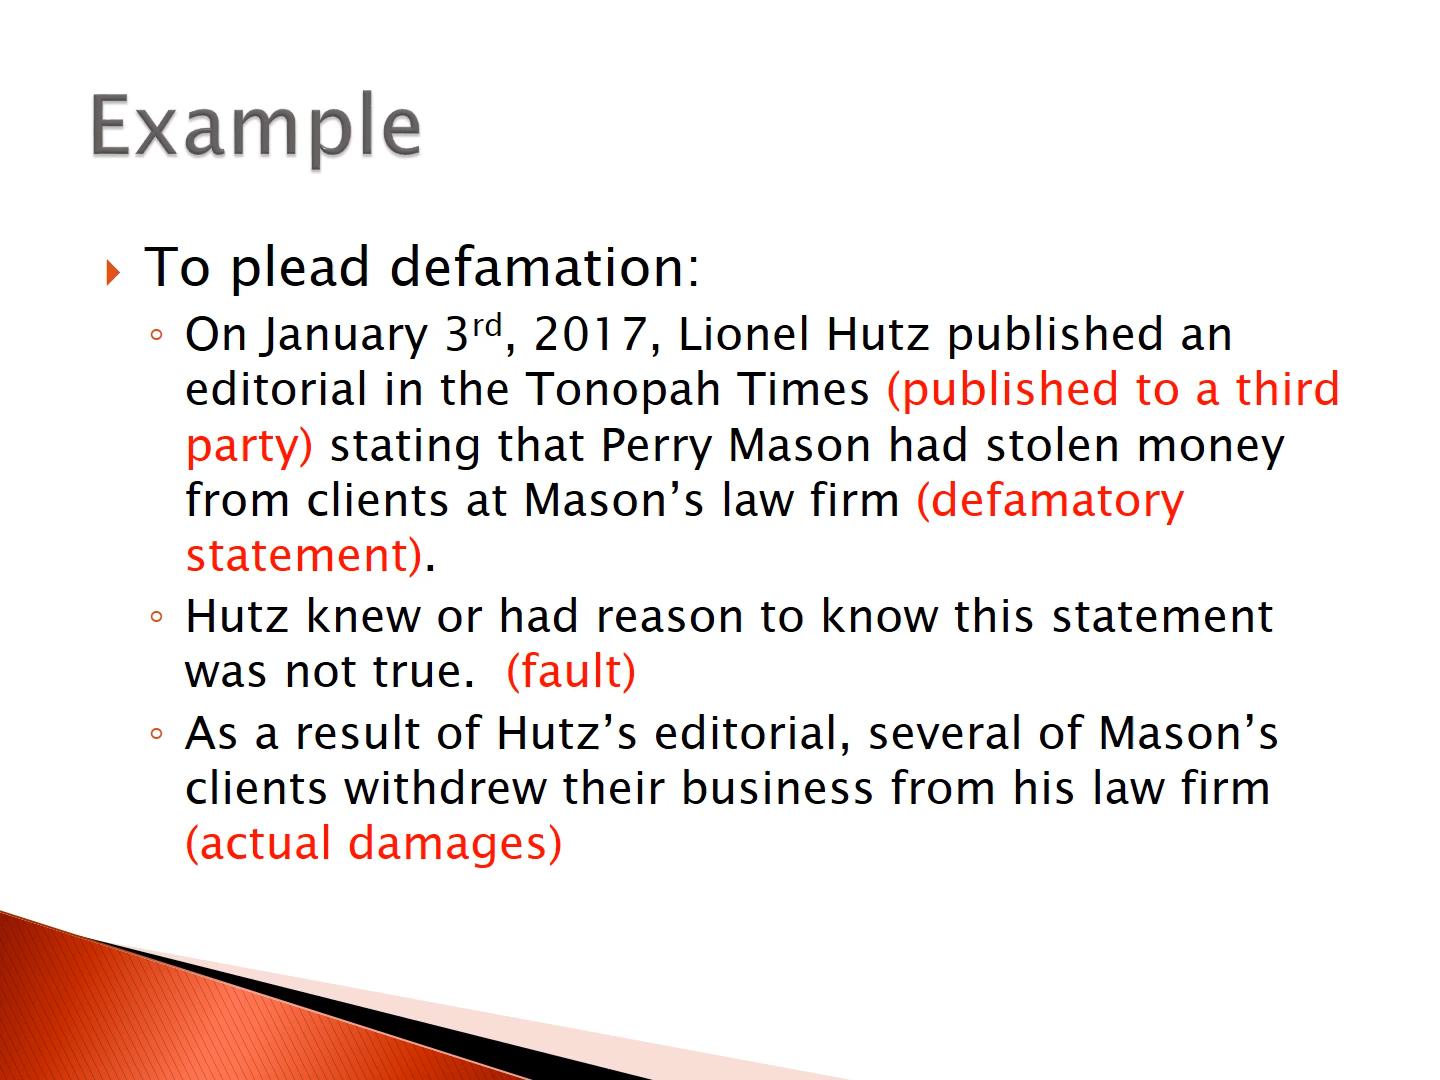 Example
To plead defamation:
On January 3rd, 2017, Lionel Hutz published an
editorial in the Tonopah Times (published to a third
party) stating that Perry Mason had stolen money
from clients at Mason’s law firm (defamatory
statement).
Hutz knew or had reason to know this statement
was not true.  (fault)
As a result of Hutz’s editorial, several of Mason’s
clients withdrew their business from his law firm
(actual damages)